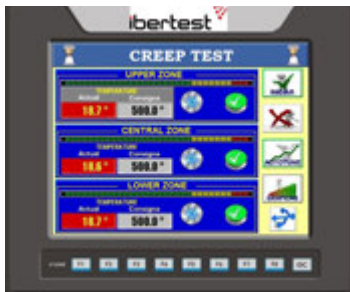 ibertest
CREEP TEST
UPPER ZONE
TEMPERATURE
Actual Consigna
18.7° 500.0°
CENTRAL ZONE
TEMPERATURE
Actual Consigna
18.6° 500.0°
LOWER ZONE
TEMPERATURE
Actual Consigna
18.7° 500.0°
F1 F2 F3 F4 F5 F6 F7 F8 ESC